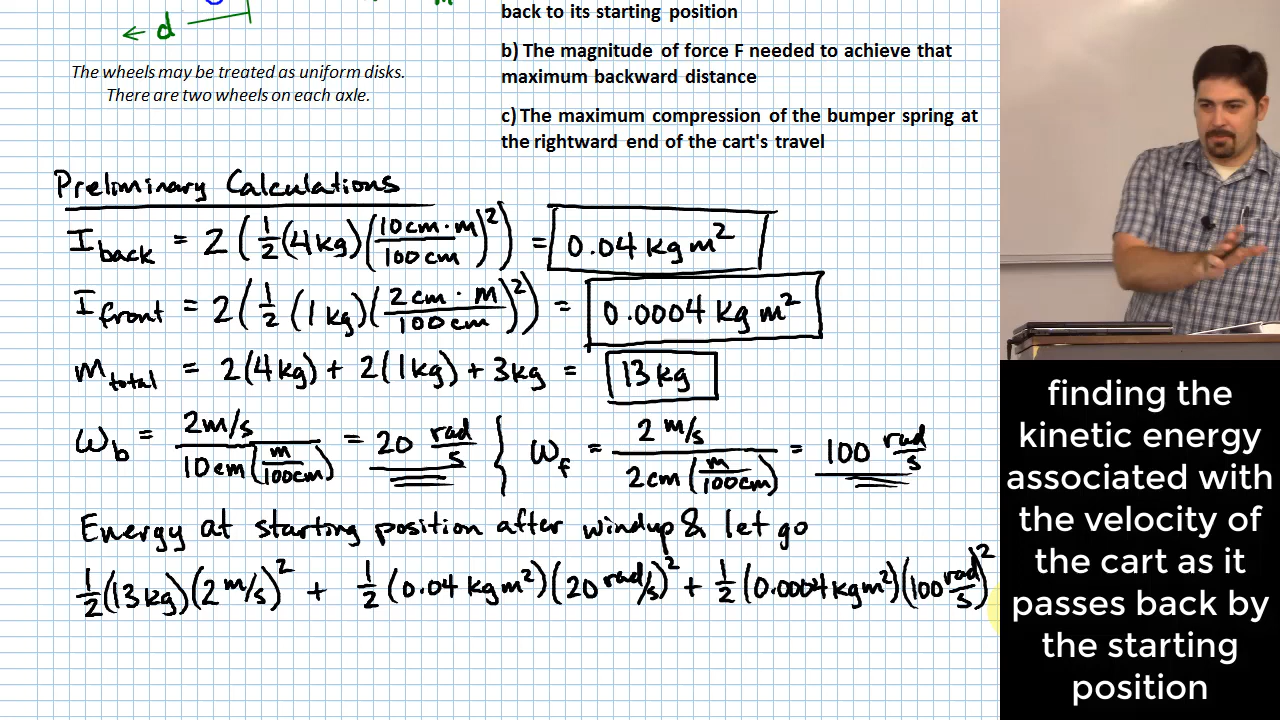 m
← d
back to its starting position
b) The magnitude of force F needed to achieve that
maximum backward distance
c) The maximum compression of the bumper spring at
the rightward end of the cart's travel
The wheels may be treated as uniform disks.
There are two wheels on each axle.
Preliminary Calculations
I back = 2 (1/2 (4kg)(10cm·m/100cm)²) = 0.04 kg m²
I front = 2 (1/2 (1kg)(2cm·m/100cm)²) = 0.0004 kg m²
m total = 2(4kg) + 2(1kg) + 3kg = 13kg
ω_b = 2m/s / 10cm(m/100cm) = 20 rad/s } ω_f = 2 m/s / 2cm(m/100cm) = 100 rad/s
Energy at starting position after windup & let go
1/2(13kg)(2m/s)² + 1/2(0.04 kgm²)(20 rad/s)² + 1/2(0.0004kgm²)(100 rad/s)²
finding the
kinetic energy
associated with
the velocity of
the cart as it
passes back by
the starting
position